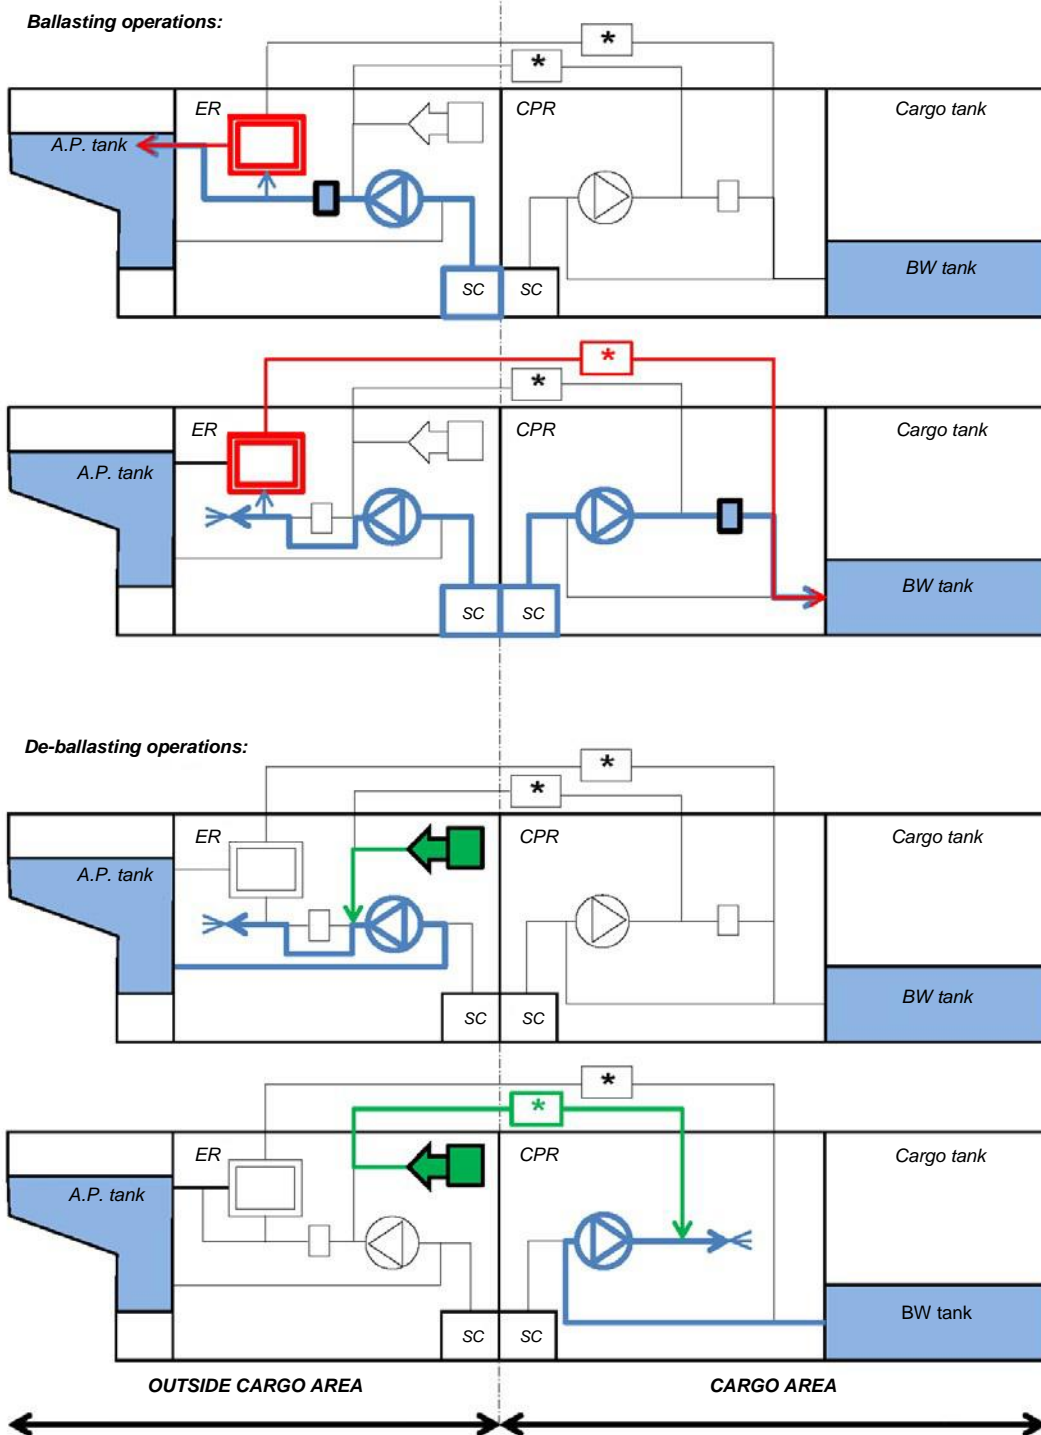 Ballasting operations:
*
*
ER
CPR
Cargo tank
A.P. tank
BW tank
SC
SC
*
*
ER
CPR
Cargo tank
A.P. tank
BW tank
SC
SC
De-ballasting operations:
*
*
ER
CPR
Cargo tank
A.P. tank
BW tank
SC
SC
*
*
ER
CPR
Cargo tank
A.P. tank
BW tank
SC
SC
OUTSIDE CARGO AREA
CARGO AREA